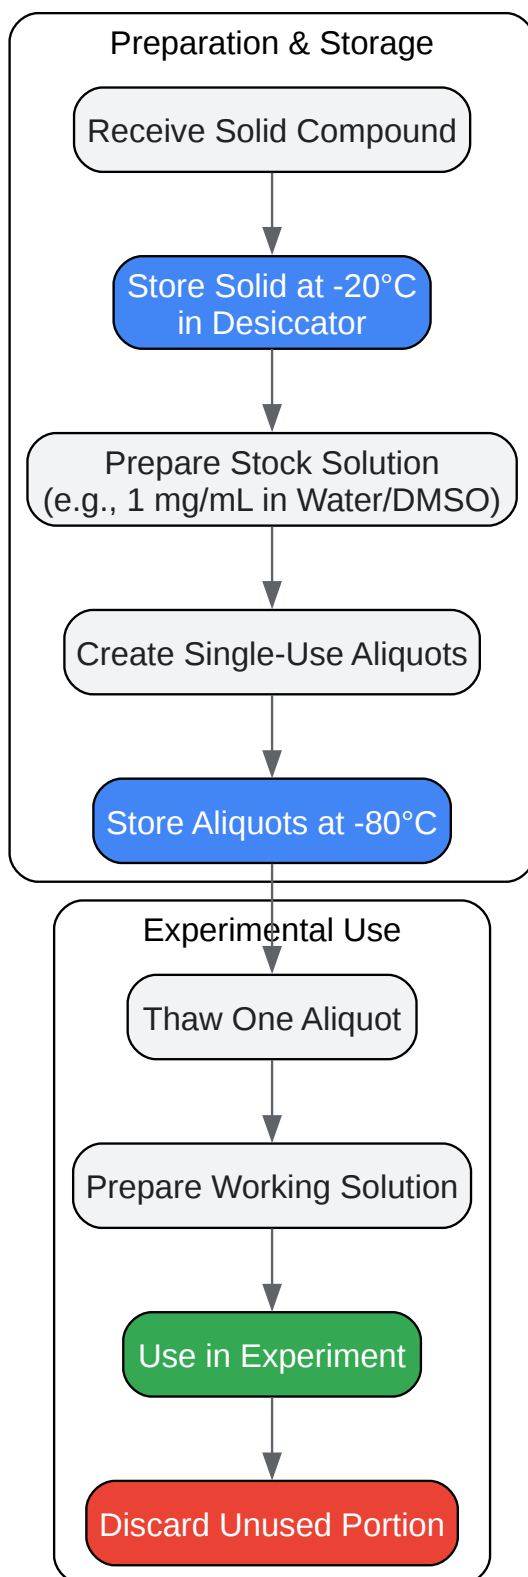 Preparation & Storage
Receive Solid Compound
Store Solid at -20°C
in Desiccator
Prepare Stock Solution
(e.g., 1 mg/mL in Water/DMSO)
Create Single-Use Aliquots
Store Aliquots at -80°C
Experimental Use
Thaw One Aliquot
Prepare Working Solution
Use in Experiment
Discard Unused Portion